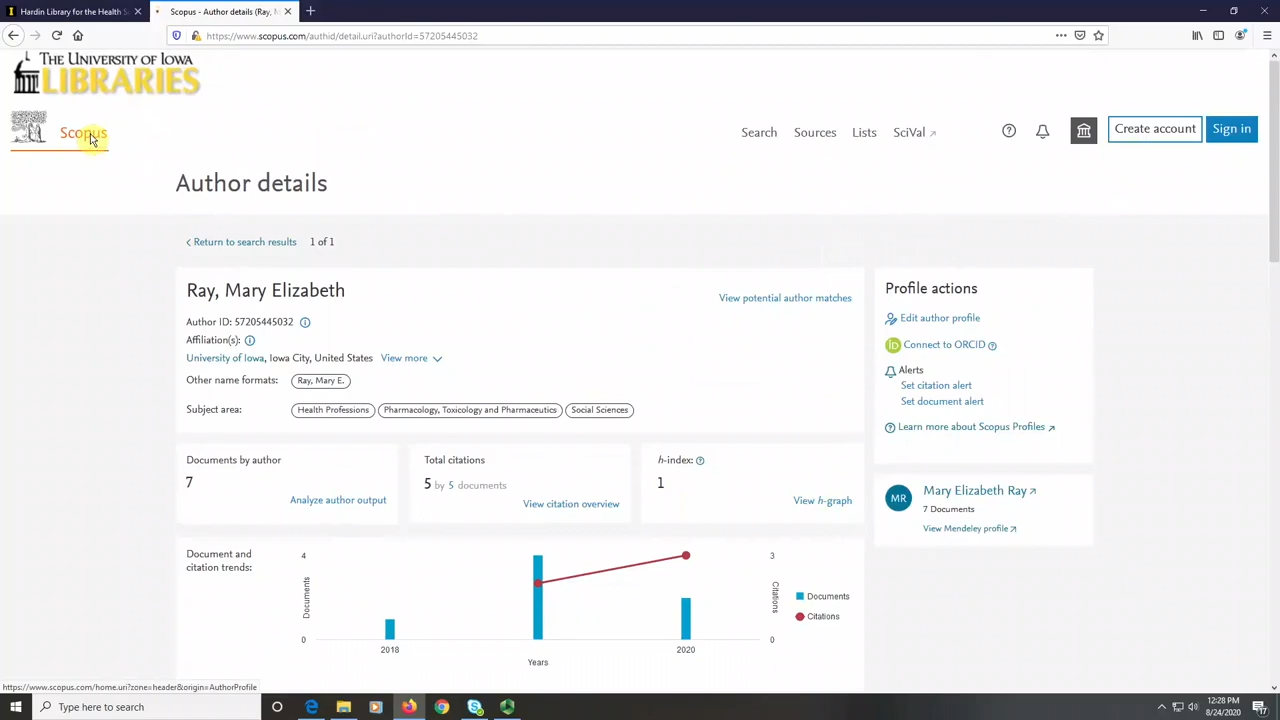 Hardin Library for the Health S
Scopus - Author details (Ray, M
https://www.scopus.com/authid/detail.uri?authorId=57205445032
THE UNIVERSITY OF IOWA
LIBRARIES
Scopus
Search
Sources
Lists
SciVal
Create account
Sign in
Author details
Return to search results
1 of 1
Ray, Mary Elizabeth
View potential author matches
Author ID: 57205445032
Affiliation(s):
University of Iowa, Iowa City, United States
View more
Other name formats:
Ray, Mary E.
Subject area:
Health Professions
Pharmacology, Toxicology and Pharmaceutics
Social Sciences
Profile actions
Edit author profile
Connect to ORCID
Alerts
Set citation alert
Set document alert
Learn more about Scopus Profiles
Documents by author
7
Analyze author output
Total citations
5 by 5 documents
View citation overview
h-index:
1
View h-graph
MR
Mary Elizabeth Ray
7 Documents
View Mendeley profile
Document and
citation trends:
4
Documents
0
2018
2020
Years
3
Citations
0
Documents
Citations
https://www.scopus.com/home.uri?zone=header&origin=AuthorProfile
Type here to search
12:28 PM
8/24/2020
17